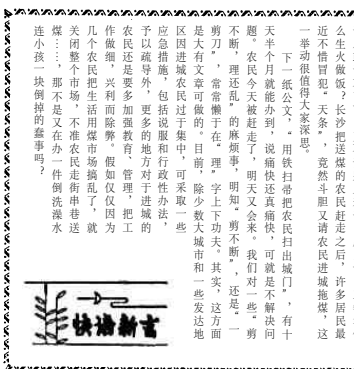 么生火做饭？长沙把送煤的农民赶走之后，许多居民最
近不惜冒犯“天条”，竟然斗胆又请农民进城拖煤，这
一举动很值得大家深思。
下一纸公文，“用铁扫帚把农民扫出城门”，有十
天半个月就能办到，说痛快还真痛快，可就是不解决问
题。农民今天被赶走了，明天又会来。我们对一些“剪
不断，理还乱”的麻烦事，明知“剪不断”，还是“一
剪刀”，常常懒于在“理”字上下功夫。其实，这方面
是大有文章可做的。目前，除少数大城市和一些发达地
区因进城农民过于集中，可采取一些
应急措施，包括说服和行政性办法，
予以疏导外，更多的地方对于进城的
农民还是要多加强教育、管理，把工
作做细，兴利而除弊。假如仅仅因为
几个农民把生活用煤市场搞乱了，就
关闭整个市场，不准农民走街串巷送
煤……，那不是又在办一件倒洗澡水
连小孩一块倒掉的蠢事吗？
快语新言